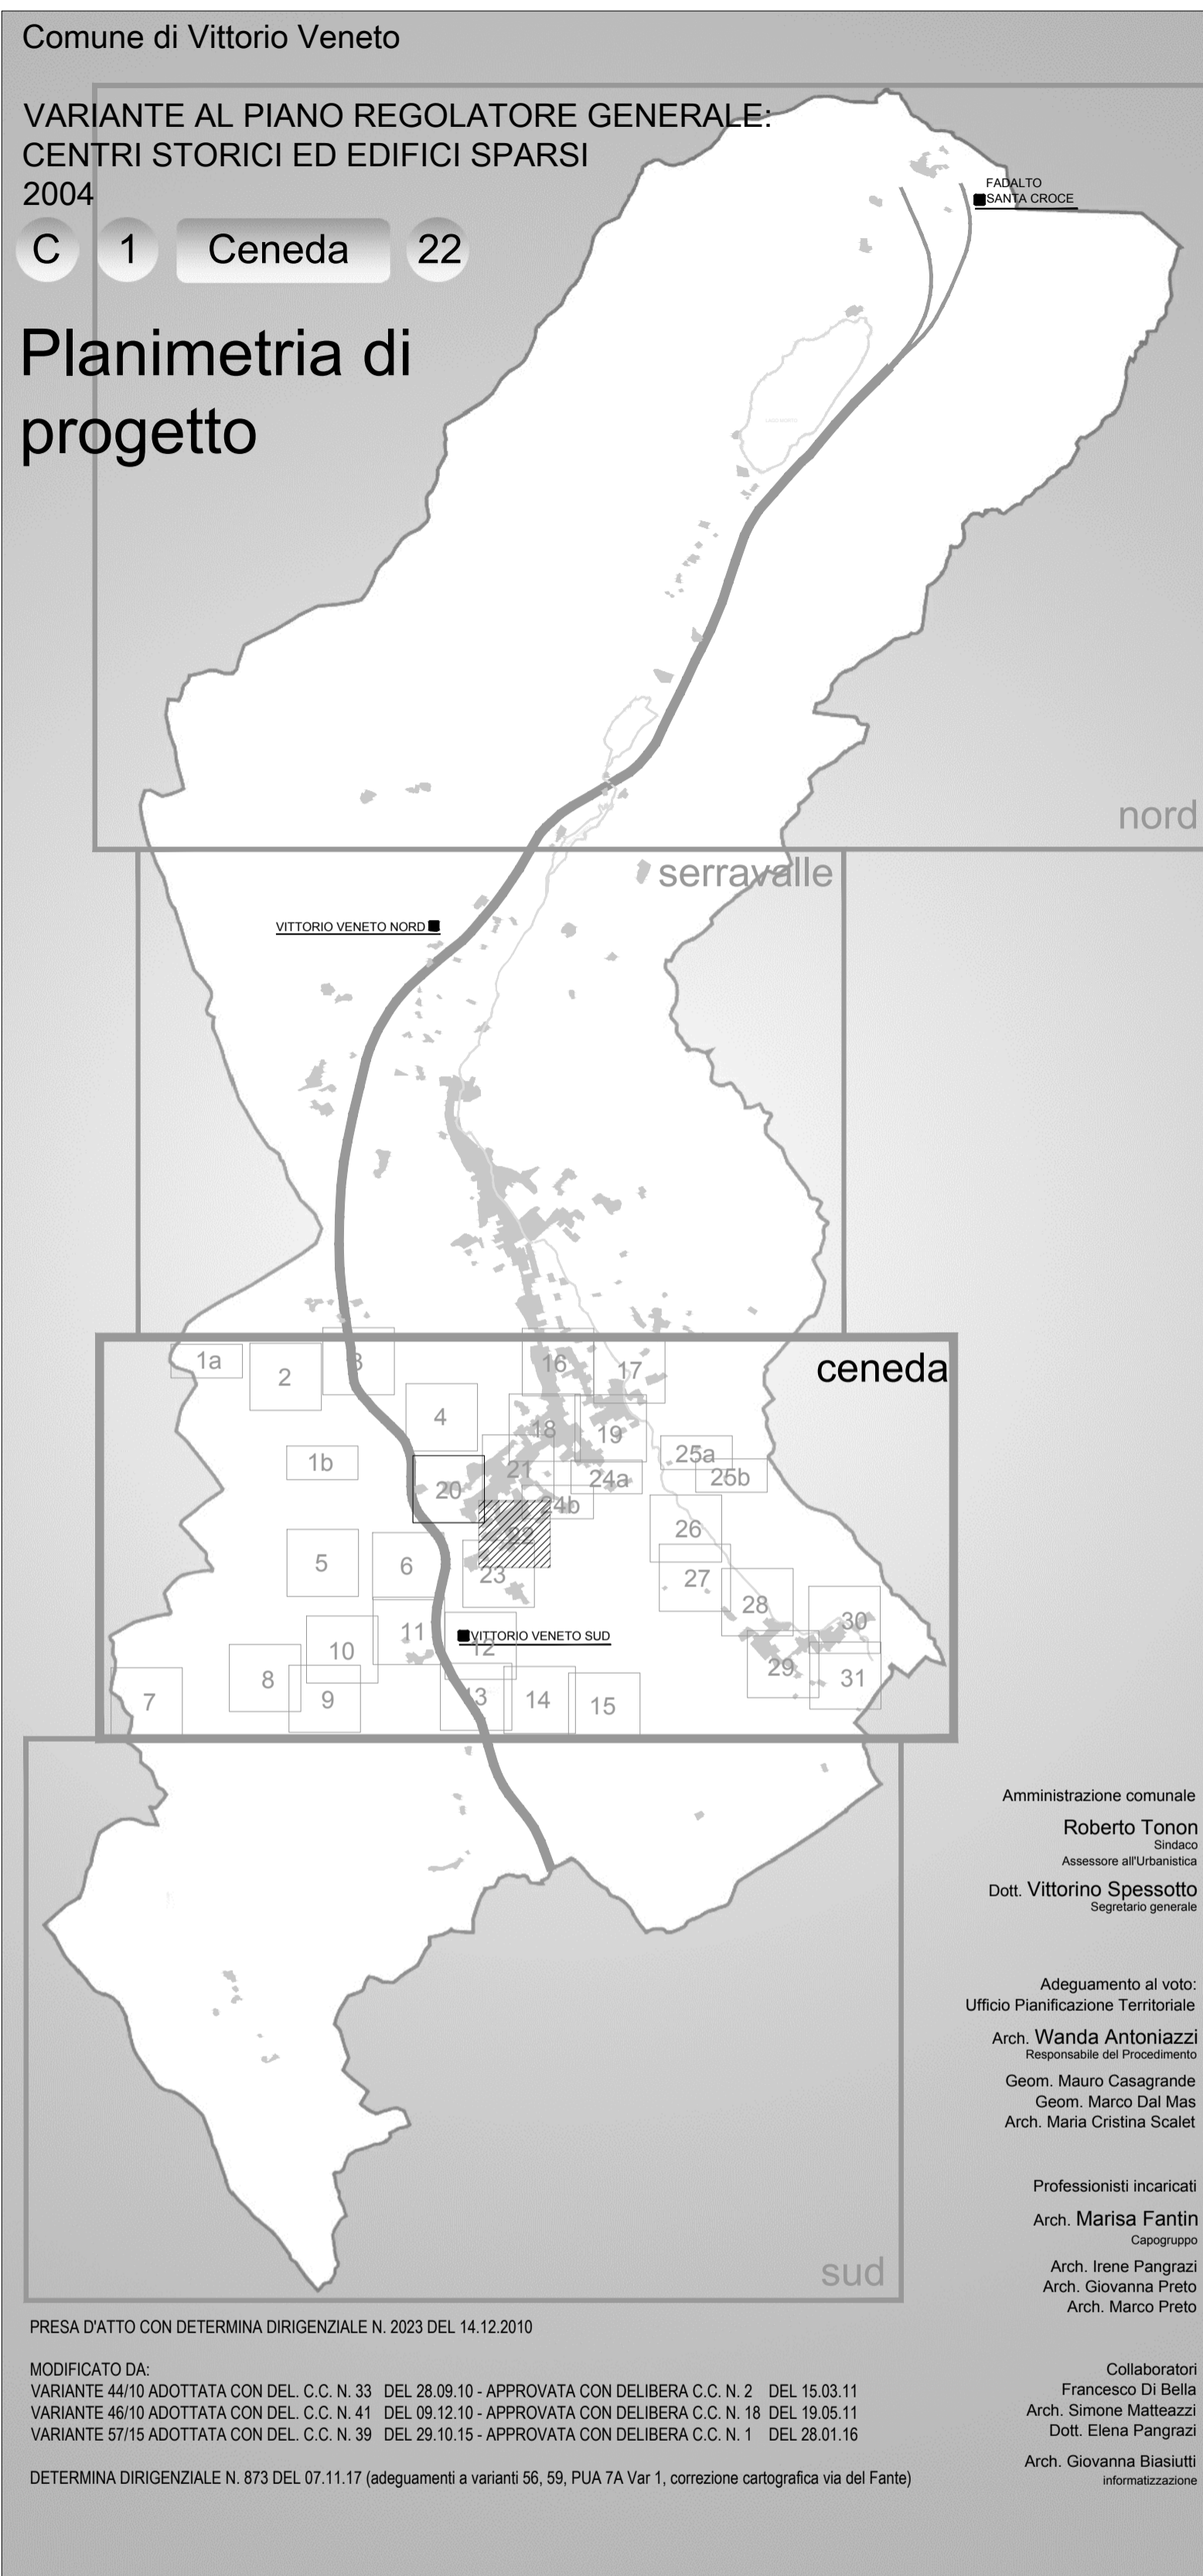 Comune di Vittorio Veneto
VARIANTE AL PIANO REGOLATORE GENERALE:
CENTRI STORICI ED EDIFICI SPARSI
2004
C 1 Ceneda 22
Planimetria di
progetto
FADALTO
SANTA CROCE
nord
serravalle
VITTORIO VENETO NORD
ceneda
1a
2
3
4
16
17
18
19
1b
20
21
24a
24b
25a
25b
22
26
5
6
23
27
28
30
10
11
VITTORIO VENETO SUD
12
29
31
7
8
9
13
14
15
sud
Amministrazione comunale
Roberto Tonon
Sindaco
Assessore all'Urbanistica
Dott. Vittorino Spessotto
Segretario generale
Adeguamento al voto:
Ufficio Pianificazione Territoriale
Arch. Wanda Antoniazzi
Responsabile del Procedimento
Geom. Mauro Casagrande
Geom. Marco Dal Mas
Arch. Maria Cristina Scalet
Professionisti incaricati
Arch. Marisa Fantin
Capogruppo
Arch. Irene Pangrazi
Arch. Giovanna Preto
Arch. Marco Preto
Collaboratori
Francesco Di Bella
Arch. Simone Matteazzi
Dott. Elena Pangrazi
Arch. Giovanna Biasiutti
informatizzazione
PRESA D'ATTO CON DETERMINA DIRIGENZIALE N. 2023 DEL 14.12.2010
MODIFICATO DA:
VARIANTE 44/10 ADOTTATA CON DEL. C.C. N. 33 DEL 28.09.10 - APPROVATA CON DELIBERA C.C. N. 2 DEL 15.03.11
VARIANTE 46/10 ADOTTATA CON DEL. C.C. N. 41 DEL 09.12.10 - APPROVATA CON DELIBERA C.C. N. 18 DEL 19.05.11
VARIANTE 57/15 ADOTTATA CON DEL. C.C. N. 39 DEL 29.10.15 - APPROVATA CON DELIBERA C.C. N. 1 DEL 28.01.16
DETERMINA DIRIGENZIALE N. 873 DEL 07.11.17 (adeguamenti a varianti 56, 59, PUA 7A Var 1, correzione cartografica via del Fante)